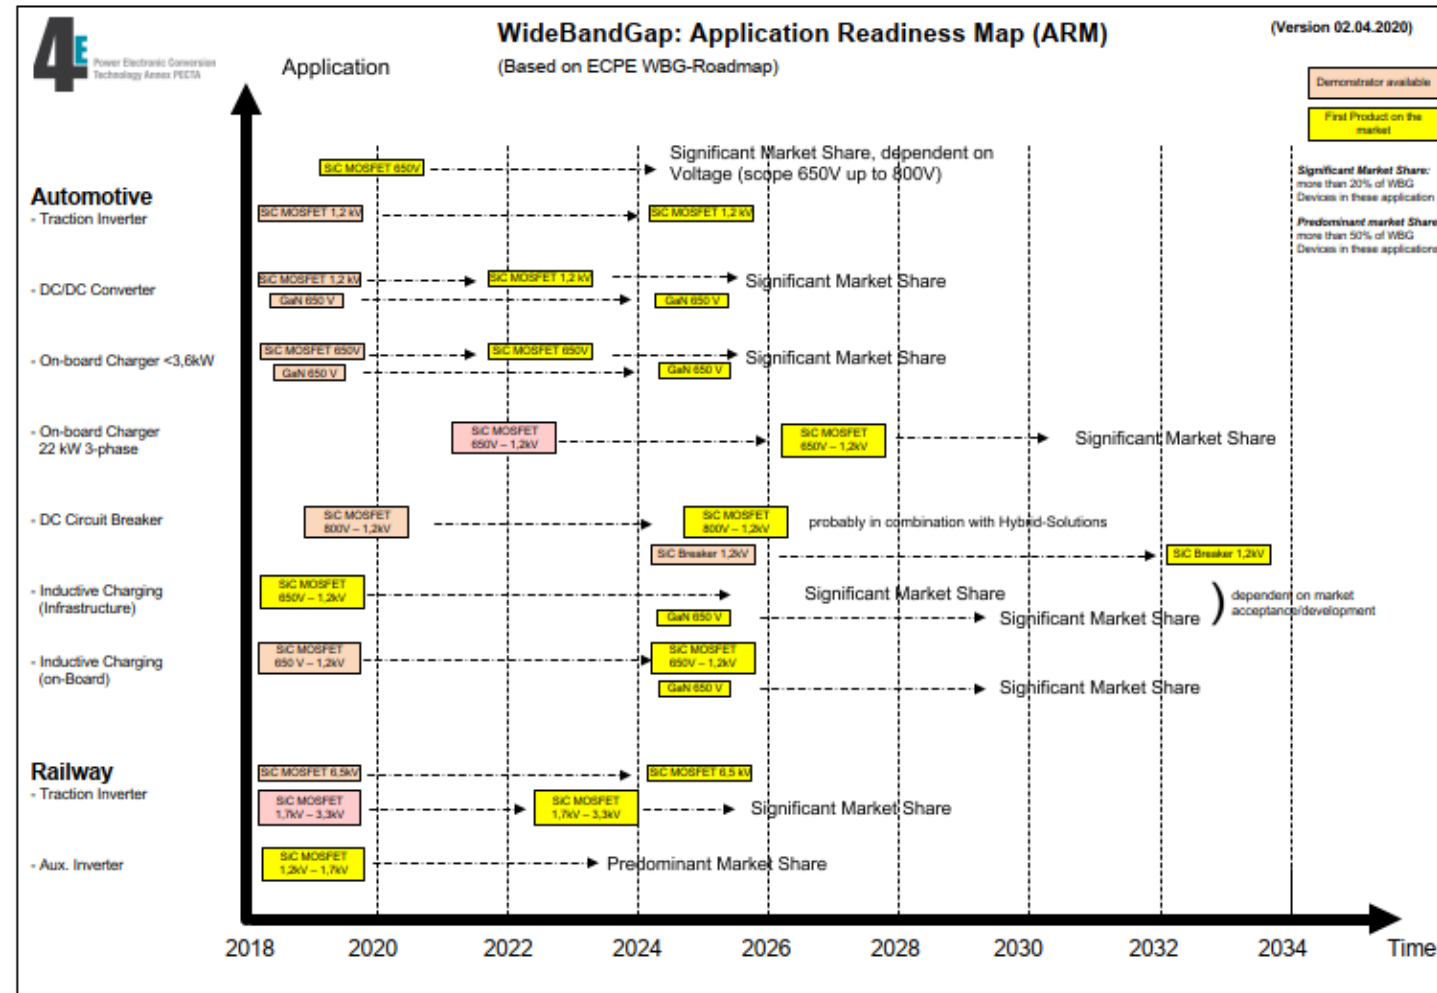 4E
Power Electronic Conversion
Technology Annex PECTA
WideBandGap: Application Readiness Map (ARM)
(Based on ECPE WBG-Roadmap)
(Version 02.04.2020)
Application
Demonstrator available
First Product on the
market
Significant Market Share:
more than 20% of WBG
Devices in these application
Predominant market Share
more than 50% of WBG
Devices in these applications
SiC MOSFET 650V
Significant Market Share, dependent on
Voltage (scope 650V up to 800V)
Automotive
- Traction Inverter
SiC MOSFET 1,2 kV
SiC MOSFET 1,2 kV
- DC/DC Converter
SiC MOSFET 1,2 kV
SiC MOSFET 1,2 kV
Significant Market Share
GaN 650 V
GaN 650 V
- On-board Charger <3,6kW
SiC MOSFET 650V
SiC MOSFET 650V
Significant Market Share
GaN 650 V
GaN 650 V
- On-board Charger
22 kW 3-phase
SiC MOSFET
650V – 1,2kV
SiC MOSFET
650V – 1,2kV
Significant Market Share
- DC Circuit Breaker
SiC MOSFET
800V – 1,2kV
SiC MOSFET
800V – 1,2kV
probably in combination with Hybrid-Solutions
SiC Breaker 1,2kV
SiC Breaker 1,2kV
- Inductive Charging
(Infrastructure)
SiC MOSFET
650V – 1,2kV
Significant Market Share
GaN 650 V
Significant Market Share
) dependent on market
acceptance/development
- Inductive Charging
(on-Board)
SiC MOSFET
650 V – 1,2kV
SiC MOSFET
650V – 1,2kV
GaN 650 V
Significant Market Share
Railway
- Traction Inverter
SiC MOSFET 6,5kV
SiC MOSFET 6,5 kV
SiC MOSFET
1,7kV – 3,3kV
SiC MOSFET
1,7kV – 3,3kV
Significant Market Share
- Aux. Inverter
SiC MOSFET
1,2kV – 1,7kV
Predominant Market Share
2018 2020 2022 2024 2026 2028 2030 2032 2034 Time